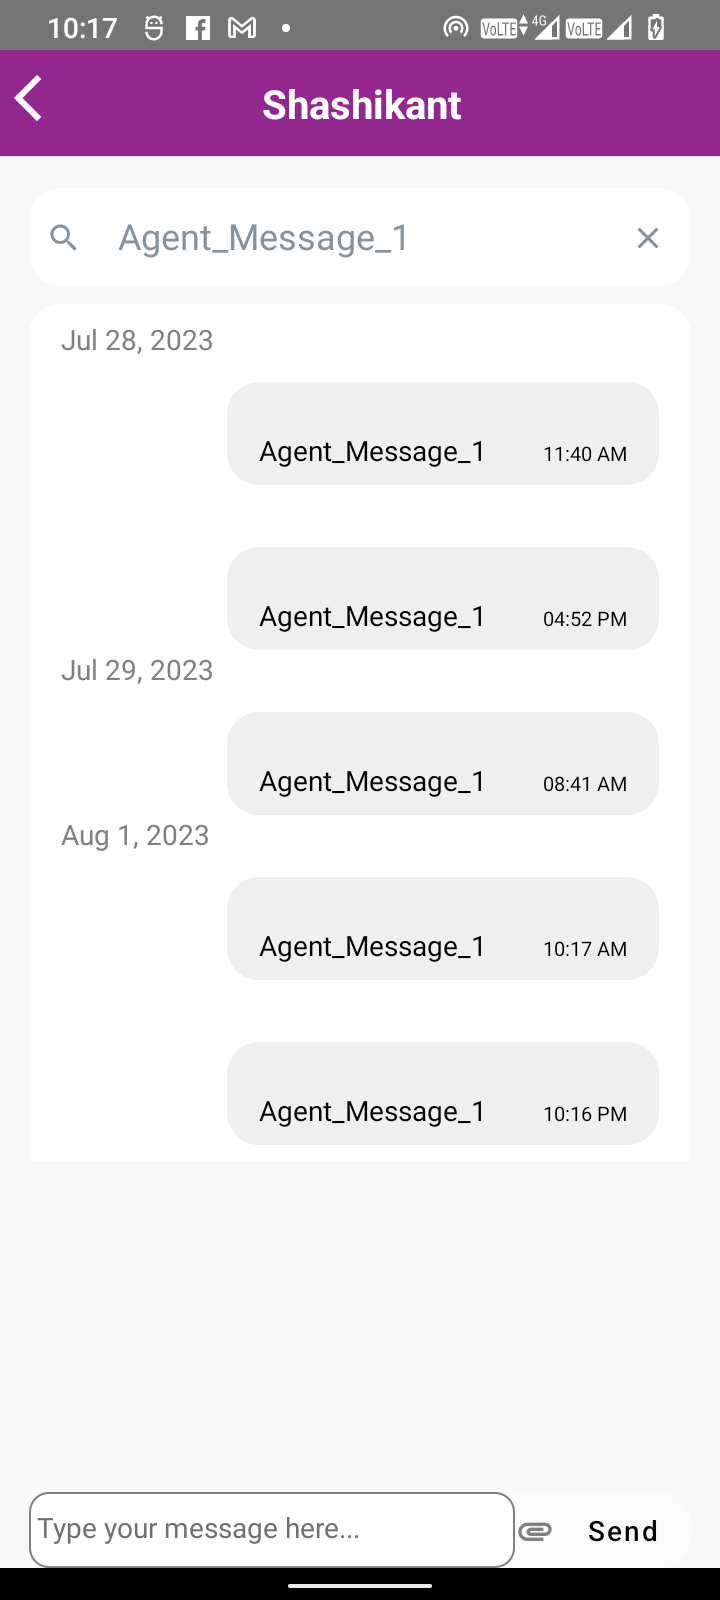 10:17 VoLTE 4G VoLTE
Shashikant
Agent_Message_1
Jul 28, 2023
Agent_Message_1 11:40 AM
Agent_Message_1 04:52 PM
Jul 29, 2023
Agent_Message_1 08:41 AM
Aug 1, 2023
Agent_Message_1 10:17 AM
Agent_Message_1 10:16 PM
Type your message here... Send